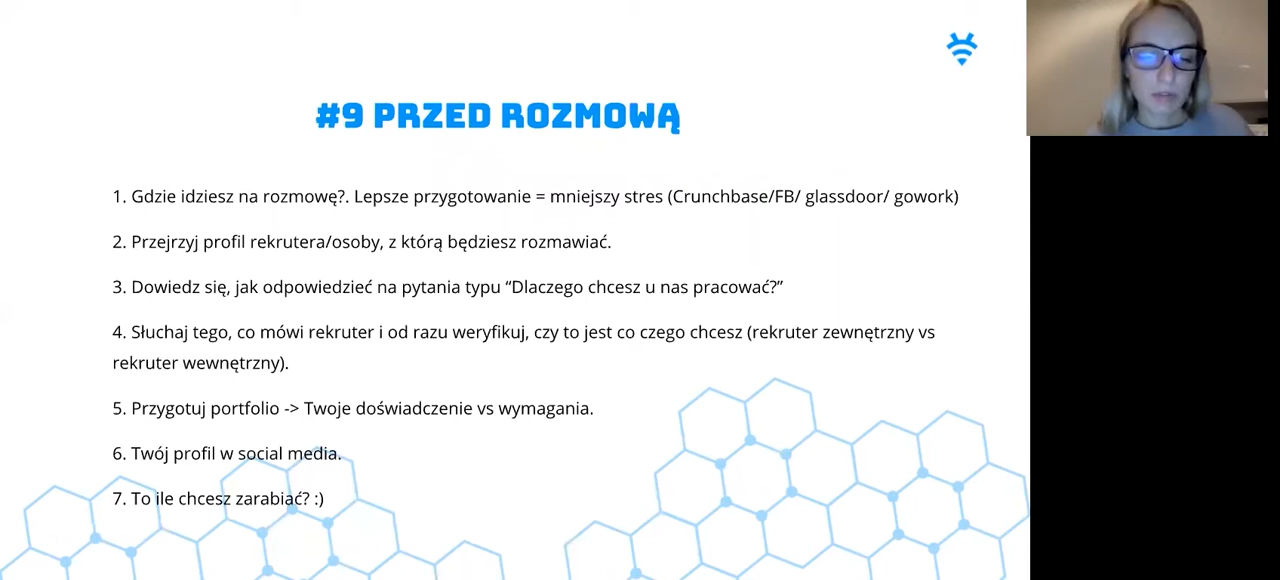 #9 PRZED ROZMOWĄ
1. Gdzie idziesz na rozmowę?. Lepsze przygotowanie = mniejszy stres (Crunchbase/FB/ glassdoor/ gowork)
2. Przejrzyj profil rekrutera/osoby, z którą będziesz rozmawiać.
3. Dowiedz się, jak odpowiedzieć na pytania typu “Dlaczego chcesz u nas pracować?”
4. Słuchaj tego, co mówi rekruter i od razu weryfikuj, czy to jest co czego chcesz (rekruter zewnętrzny vs
rekruter wewnętrzny).
5. Przygotuj portfolio -> Twoje doświadczenie vs wymagania.
6. Twój profil w social media.
7. To ile chcesz zarabiać? :)